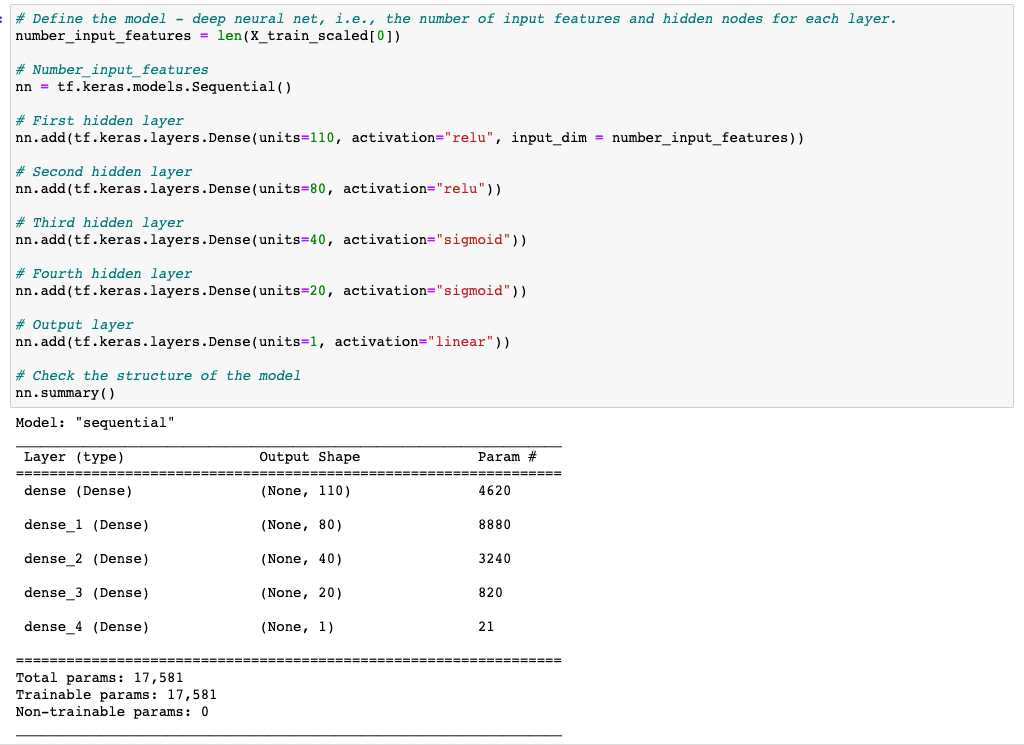 # Define the model - deep neural net, i.e., the number of input features and hidden nodes for each layer.
number_input_features = len(X_train_scaled[0])
# Number_input_features
nn = tf.keras.models.Sequential()
# First hidden layer
nn.add(tf.keras.layers.Dense(units=110, activation="relu", input_dim = number_input_features))
# Second hidden layer
nn.add(tf.keras.layers.Dense(units=80, activation="relu"))
# Third hidden layer
nn.add(tf.keras.layers.Dense(units=40, activation="sigmoid"))
# Fourth hidden layer
nn.add(tf.keras.layers.Dense(units=20, activation="sigmoid"))
# Output layer
nn.add(tf.keras.layers.Dense(units=1, activation="linear"))
# Check the structure of the model
nn.summary()
Model: "sequential"
Layer (type) Output Shape Param #
=================================================================
dense (Dense) (None, 110) 4620
dense_1 (Dense) (None, 80) 8880
dense_2 (Dense) (None, 40) 3240
dense_3 (Dense) (None, 20) 820
dense_4 (Dense) (None, 1) 21
=================================================================
Total params: 17,581
Trainable params: 17,581
Non-trainable params: 0